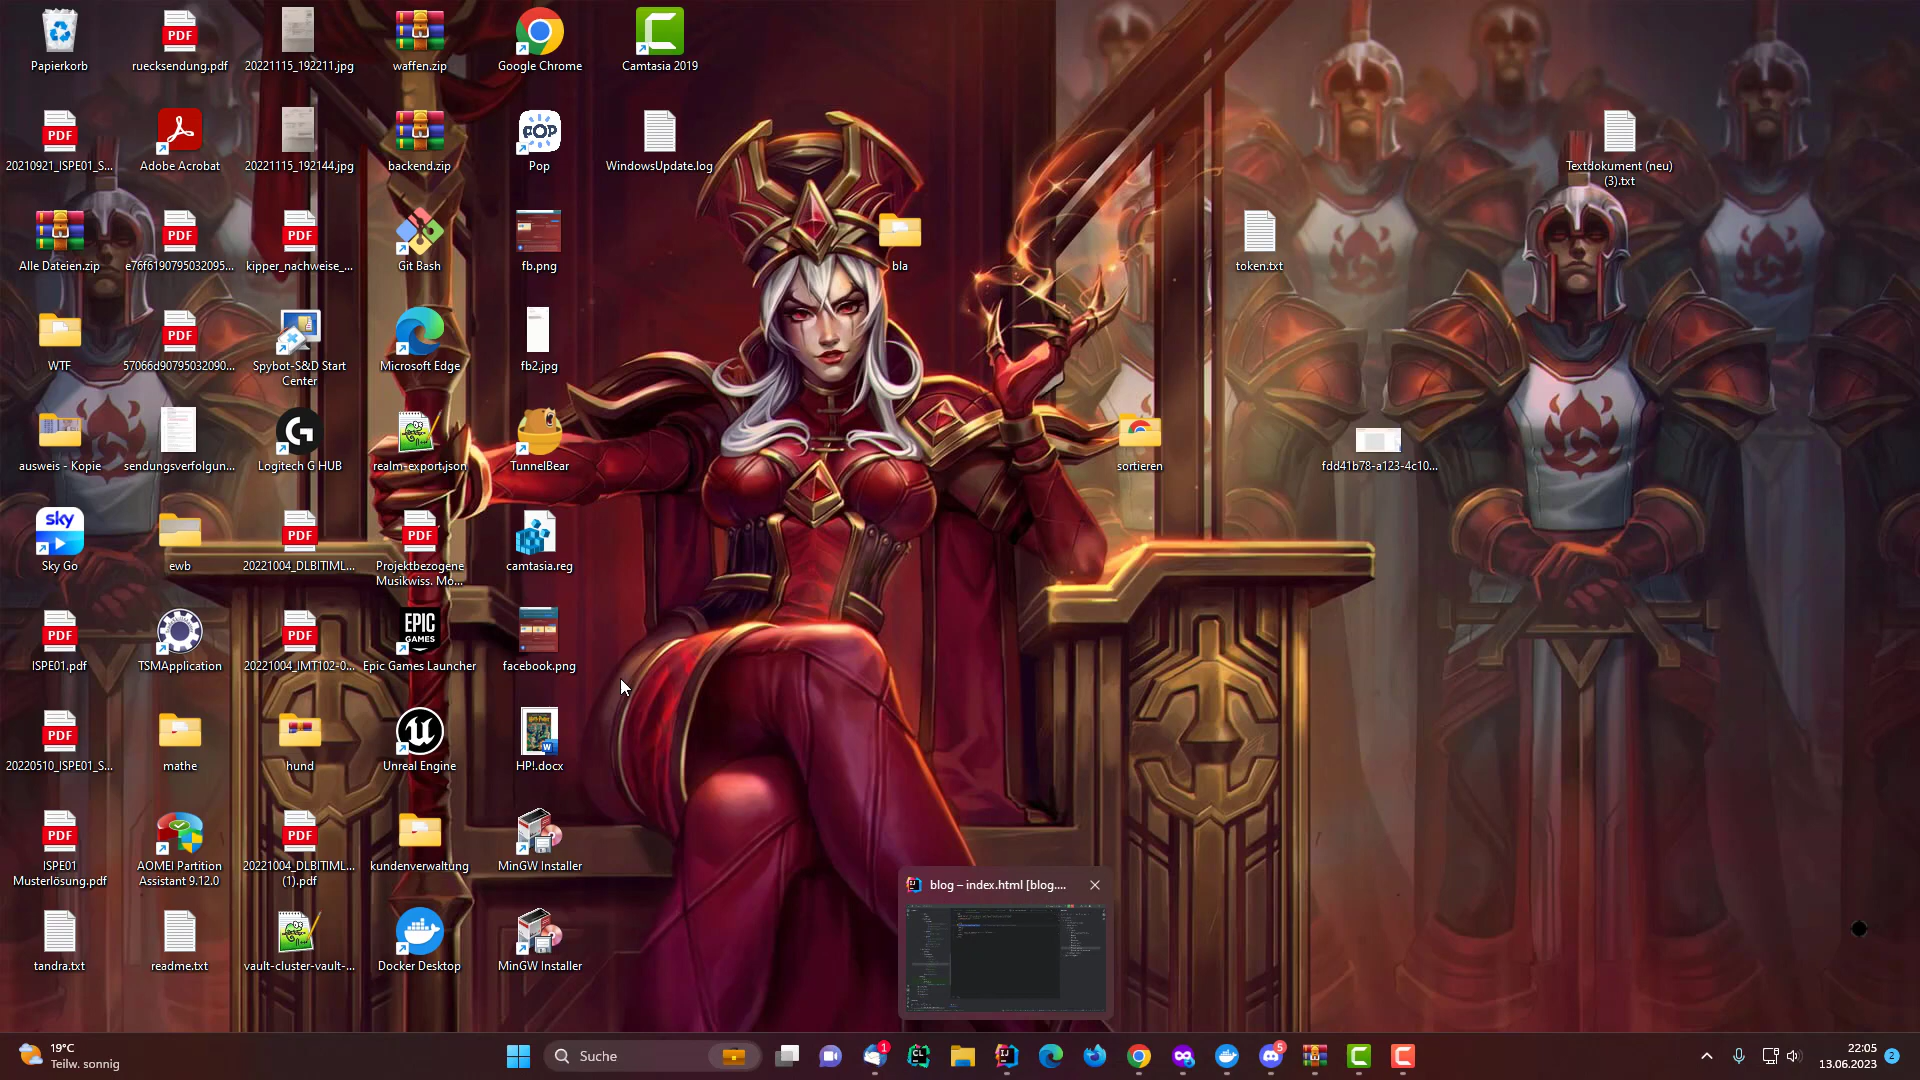 Papierkorb
ruecksendung.pdf
20221115_192211.jpg
waffen.zip
Google Chrome
Camtasia 2019
20210921_ISPE01_S...
Adobe Acrobat
20221115_192144.jpg
backend.zip
Pop
WindowsUpdate.log
Textdokument (neu)
(3).txt
Alle Dateien.zip
e76f6190795032095...
kipper_nachweise_...
Git Bash
fb.png
bla
token.txt
WTF
57066d90795032090...
Spybot-S&D Start
Center
Microsoft Edge
fb2.jpg
ausweis - Kopie
sendungsverfolgun...
Logitech G HUB
realm-export.json
TunnelBear
sortieren
fdd41b78-a123-4c10...
Sky Go
ewb
20221004_DLBITIML...
Projektbezogene
Musikwiss. Mo...
camtasia.reg
ISPE01.pdf
TSMApplication
20221004_IMT102-0...
Epic Games Launcher
facebook.png
20220510_ISPE01_S...
mathe
hund
Unreal Engine
HP!.docx
ISPE01
Musterlösung.pdf
AOMEI Partition
Assistant 9.12.0
20221004_DLBITIML...
(1).pdf
kundenverwaltung
MinGW Installer
blog – index.html [blog....
tandra.txt
readme.txt
vault-cluster-vault-...
Docker Desktop
MinGW Installer
19°C
Teilw. sonnig
Suche
1
5
22:05
13.06.2023
2